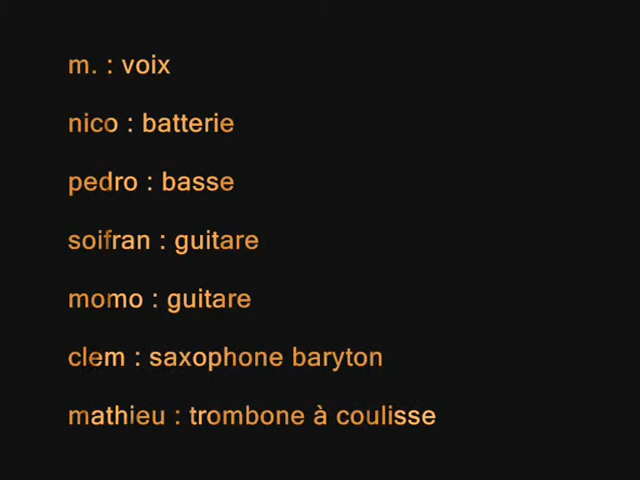 m. : voix
nico : batterie
pedro : basse
soifran : guitare
momo : guitare
clem : saxophone baryton
mathieu : trombone à coulisse